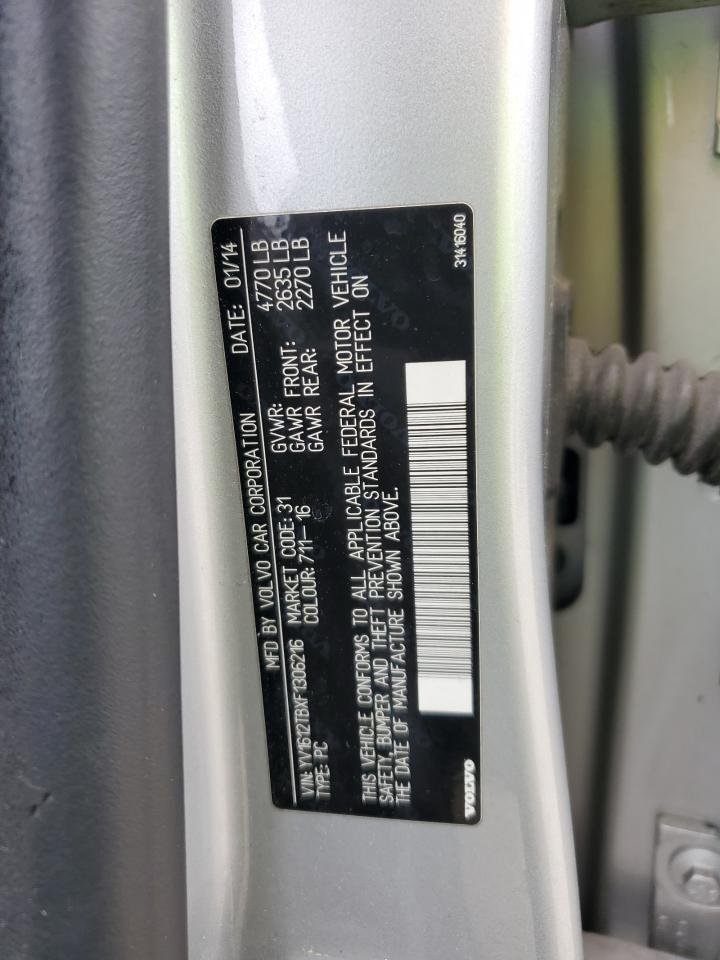 MFD BY VOLVO CAR CORPORATION DATE: 01/14
GVWR: 4770 LB
VIN: YV1612TBXF1306216 MARKET CODE: 31 GAWR FRONT: 2635 LB
TYPE: PC COLOUR: 711-16 GAWR REAR: 2270 LB
THIS VEHICLE CONFORMS TO ALL APPLICABLE FEDERAL MOTOR VEHICLE
SAFETY, BUMPER AND THEFT PREVENTION STANDARDS IN EFFECT ON
THE DATE OF MANUFACTURE SHOWN ABOVE.
VOLVO 31416040